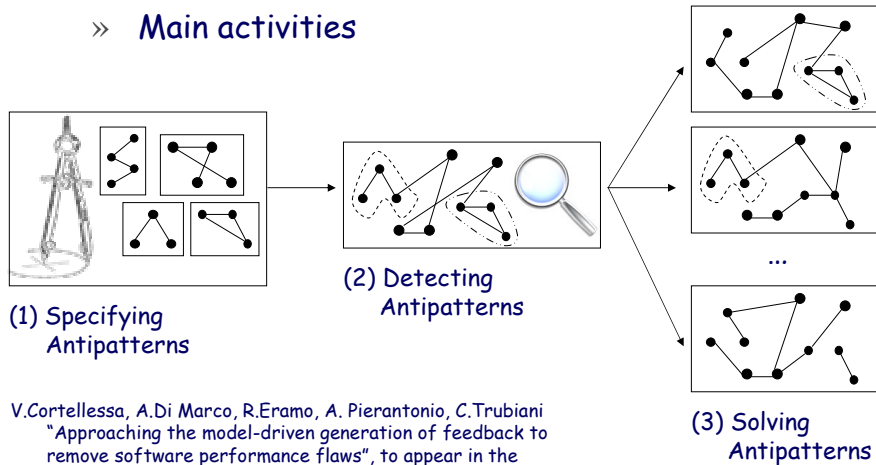 » Main activities
(1) Specifying
Antipatterns
(2) Detecting
Antipatterns
...
(3) Solving
Antipatterns
V.Cortellessa, A.Di Marco, R.Eramo, A. Pierantonio, C.Trubiani
“Approaching the model-driven generation of feedback to
remove software performance flaws”, to appear in the